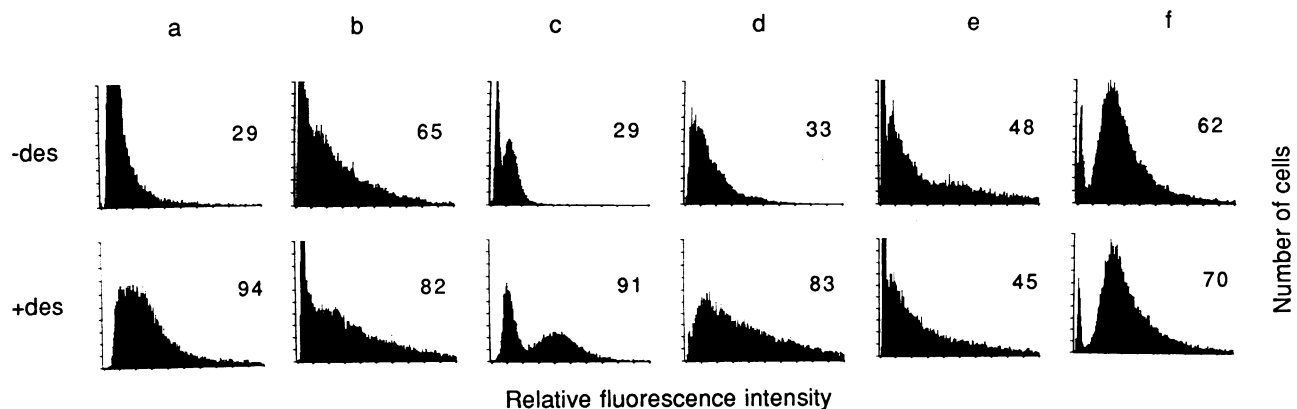 a b c d e f
-des 29 65 29 33 48 62
+des 94 82 91 83 45 70
Number of cells
Relative fluorescence intensity